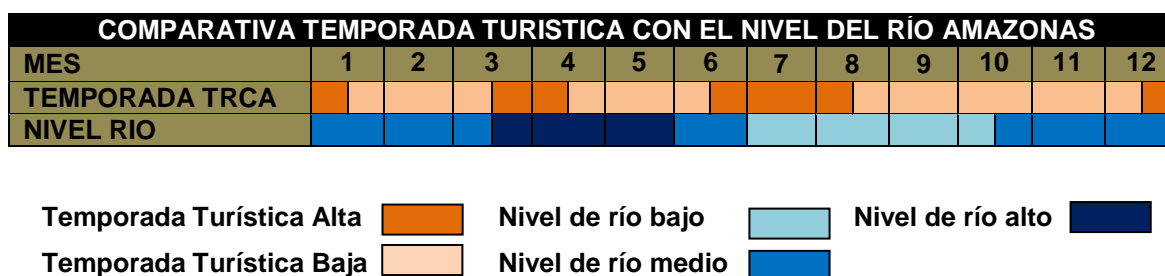 COMPARATIVA TEMPORADA TURISTICA CON EL NIVEL DEL RÍO AMAZONAS
MES 1 2 3 4 5 6 7 8 9 10 11 12
TEMPORADA TRCA
NIVEL RIO
Temporada Turística Alta Nivel de río bajo Nivel de río alto
Temporada Turística Baja Nivel de río medio